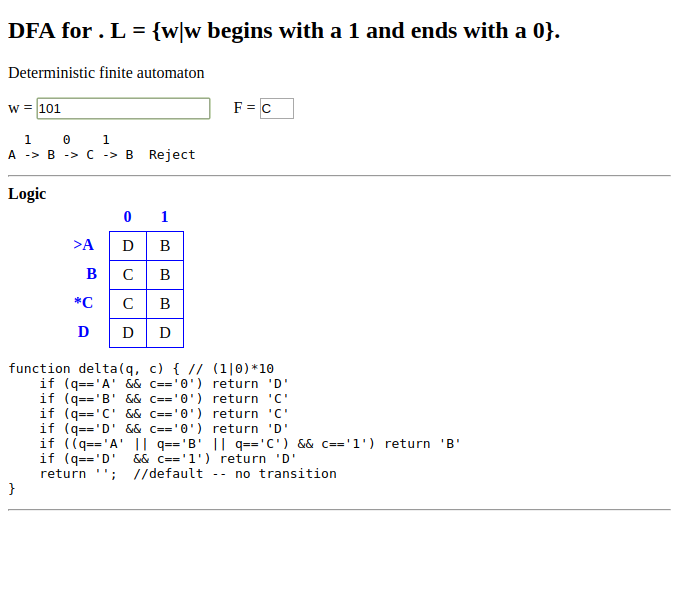 DFA for . L = {w|w begins with a 1 and ends with a 0}.
Deterministic finite automaton
w = 101 F = C
1 0 1
A -> B -> C -> B Reject
Logic
0 1
>A D B
B C B
*C C B
D D D
function delta(q, c) { // (1|0)*10
if (q=='A' && c=='0') return 'D'
if (q=='B' && c=='0') return 'C'
if (q=='C' && c=='0') return 'C'
if (q=='D' && c=='0') return 'D'
if ((q=='A' || q=='B' || q=='C') && c=='1') return 'B'
if (q=='D' && c=='1') return 'D'
return ''; //default -- no transition
}